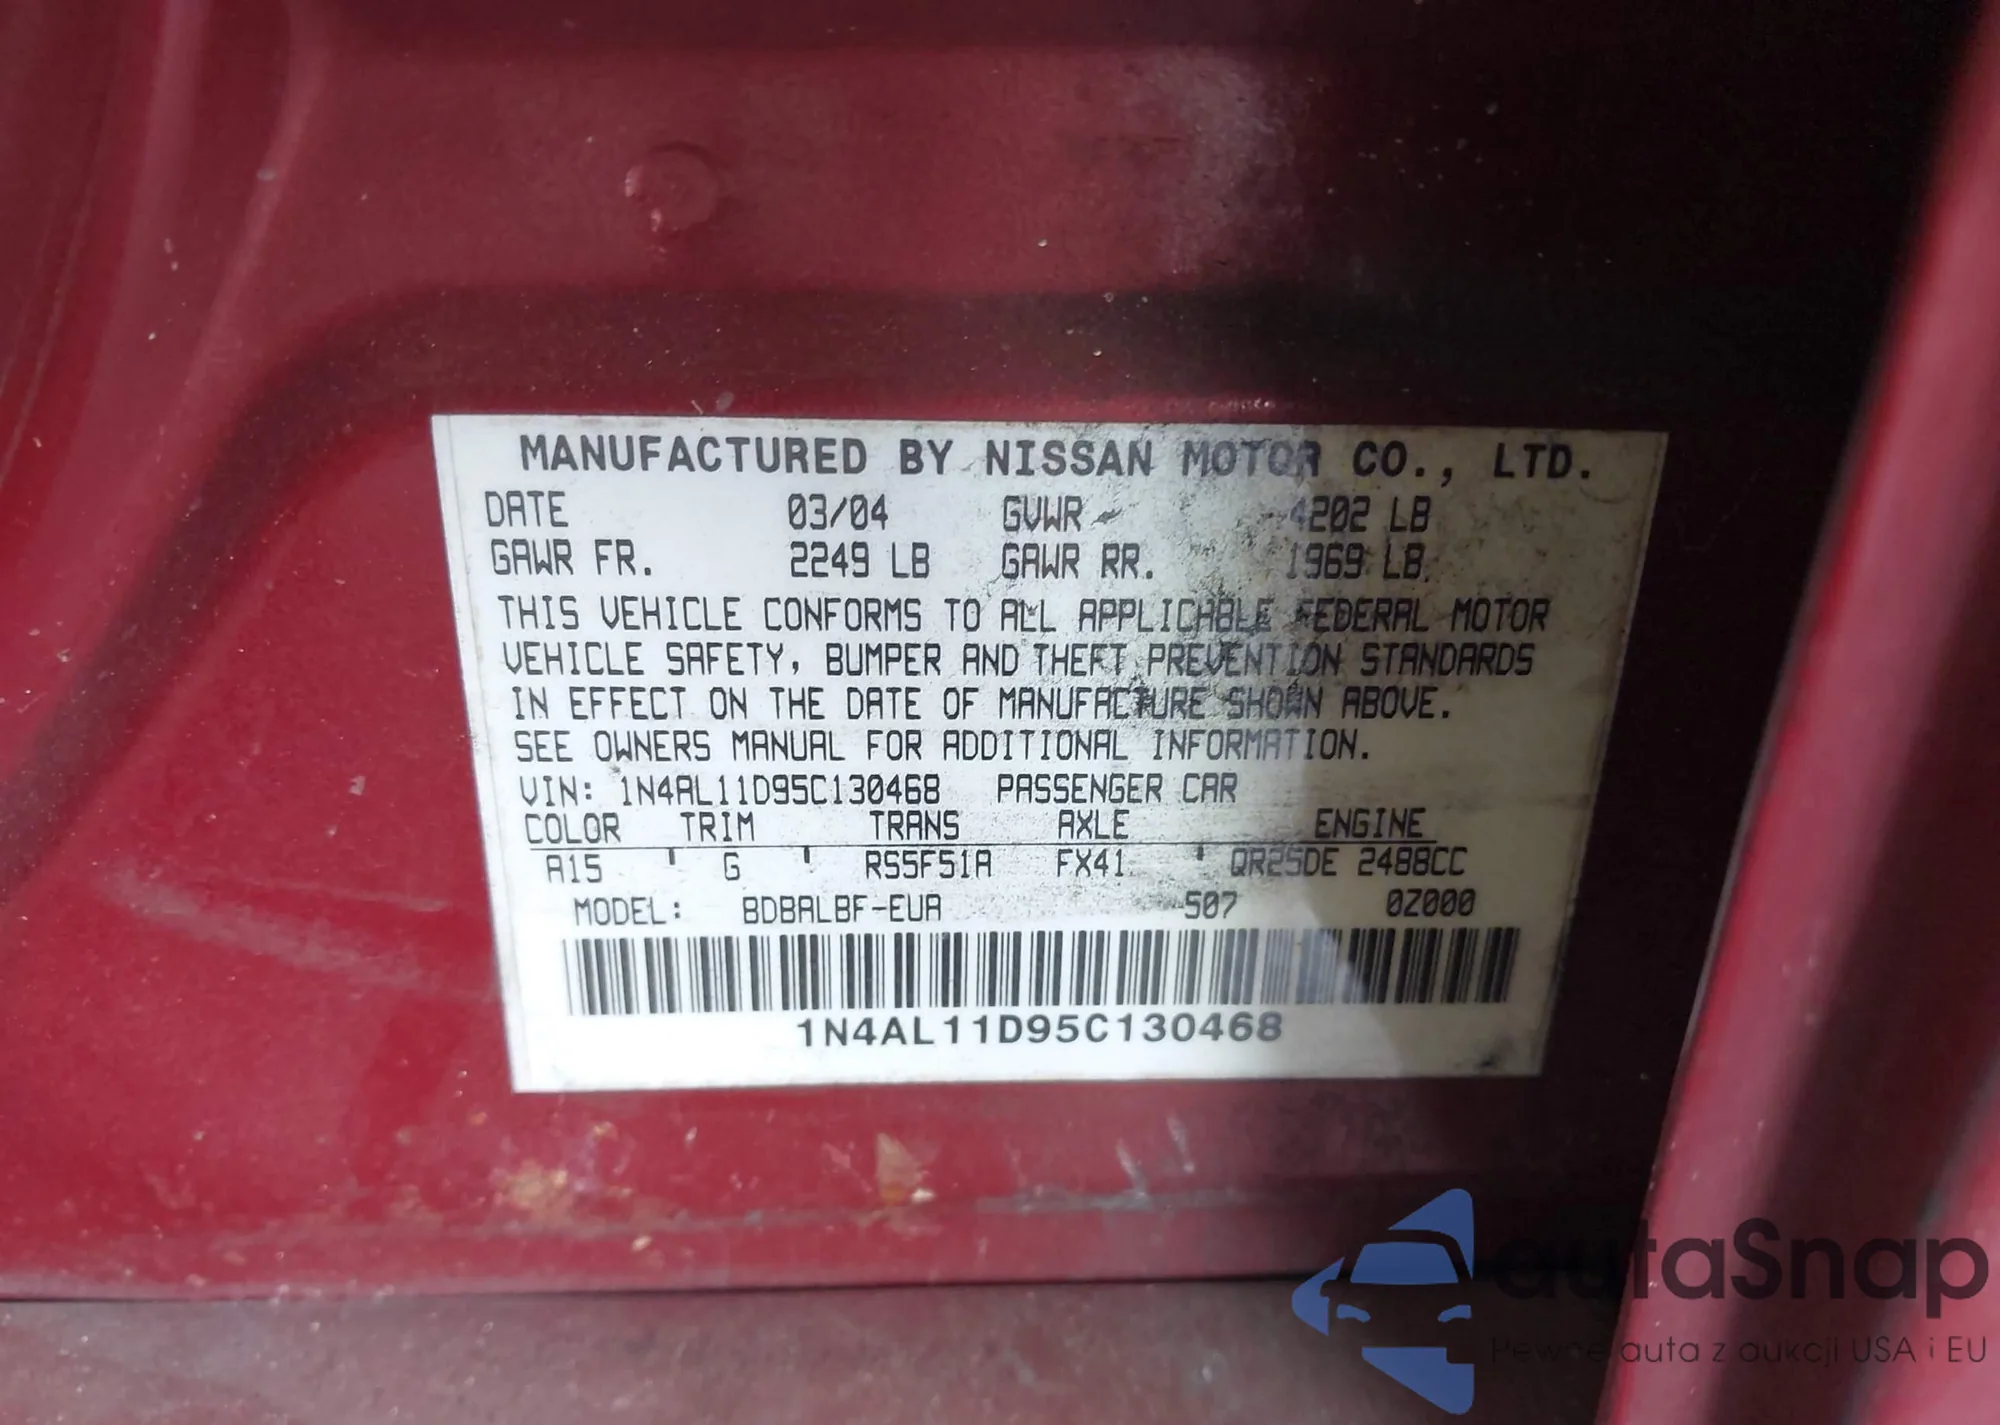 MANUFACTURED BY NISSAN MOTOR CO., LTD.
DATE 03/04 GVWR 4202 LB
GAWR FR. 2249 LB GAWR RR. 1969 LB
THIS VEHICLE CONFORMS TO ALL APPLICABLE FEDERAL MOTOR
VEHICLE SAFETY, BUMPER AND THEFT PREVENTION STANDARDS
IN EFFECT ON THE DATE OF MANUFACTURE SHOWN ABOVE.
SEE OWNERS MANUAL FOR ADDITIONAL INFORMATION.
VIN: 1N4AL11D95C130468 PASSENGER CAR
COLOR TRIM TRANS AXLE ENGINE
A15 ' G ' RS5F51A FX41 ' QR25DE 2488CC
MODEL: BDBALBF-EUA 507 0Z000
1N4AL11D95C130468
autaSnap
Pewne auta z aukcji USA i EU